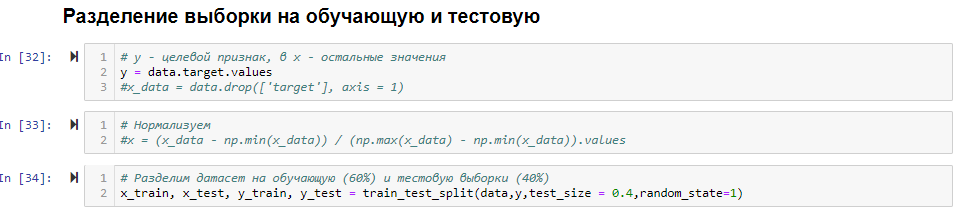 Разделение выборки на обучающую и тестовую
In [32]:
1 # y - целевой признак, в x - остальные значения
2 y = data.target.values
3 #x_data = data.drop(['target'], axis = 1)
In [33]:
1 # Нормализуем
2 #x = (x_data - np.min(x_data)) / (np.max(x_data) - np.min(x_data)).values
In [34]:
1 # Разделим датасет на обучающую (60%) и тестовую выборки (40%)
2 x_train, x_test, y_train, y_test = train_test_split(data,y,test_size = 0.4,random_state=1)